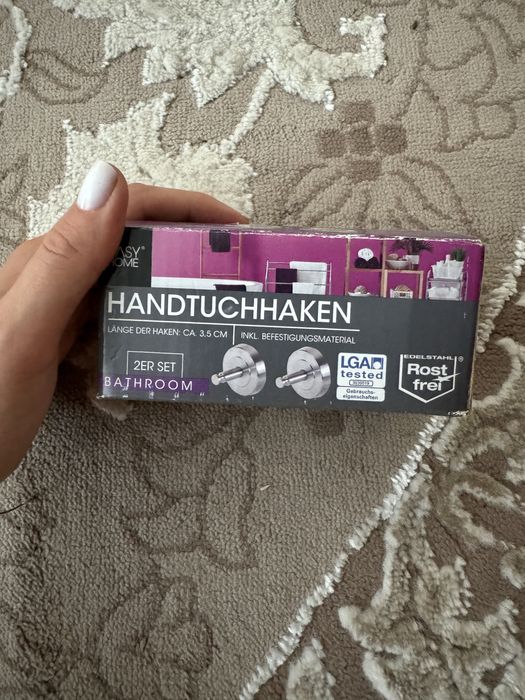 HOME
HANDTUCHHAKEN
LÄNGE DER HAKEN: CA. 3,5 CM
INKL. BEFESTIGUNGSMATERIAL
2ER SET
BATHROOM
LGA
tested
Gebrauchs-
eigenschaften
EDELSTAHL
Rost
frei